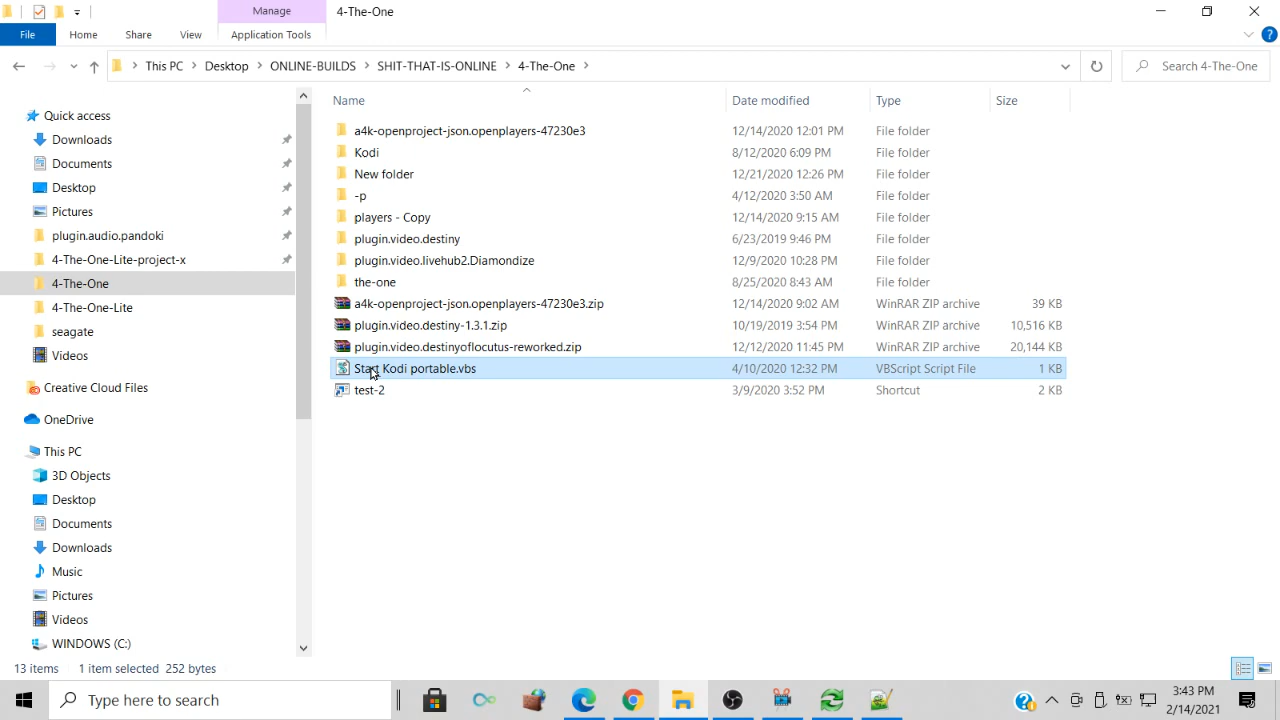 Manage
4-The-One
File
Home
Share
View
Application Tools
This PC
Desktop
ONLINE-BUILDS
SHIT-THAT-IS-ONLINE
4-The-One
Search 4-The-One
Name
Date modified
Type
Size
Quick access
Downloads
Documents
Desktop
Pictures
plugin.audio.pandoki
4-The-One-Lite-project-x
4-The-One
4-The-One-Lite
seagate
Videos
Creative Cloud Files
OneDrive
This PC
3D Objects
Desktop
Documents
Downloads
Music
Pictures
Videos
WINDOWS (C:)
a4k-openproject-json.openplayers-47230e3 12/14/2020 12:01 PM File folder
Kodi 8/12/2020 6:09 PM File folder
New folder 12/21/2020 12:26 PM File folder
-p 4/12/2020 3:50 AM File folder
players - Copy 12/14/2020 9:15 AM File folder
plugin.video.destiny 6/23/2019 9:46 PM File folder
plugin.video.livehub2.Diamondize 12/9/2020 10:28 PM File folder
the-one 8/25/2020 8:43 AM File folder
a4k-openproject-json.openplayers-47230e3.zip 12/14/2020 9:02 AM WinRAR ZIP archive 39 KB
plugin.video.destiny-1.3.1.zip 10/19/2019 3:54 PM WinRAR ZIP archive 10,516 KB
plugin.video.destinyoflocutus-reworked.zip 12/12/2020 11:45 PM WinRAR ZIP archive 20,144 KB
Start Kodi portable.vbs 4/10/2020 12:32 PM VBScript Script File 1 KB
test-2 3/9/2020 3:52 PM Shortcut 2 KB
13 items 1 item selected 252 bytes
Type here to search
3:43 PM
2/14/2021